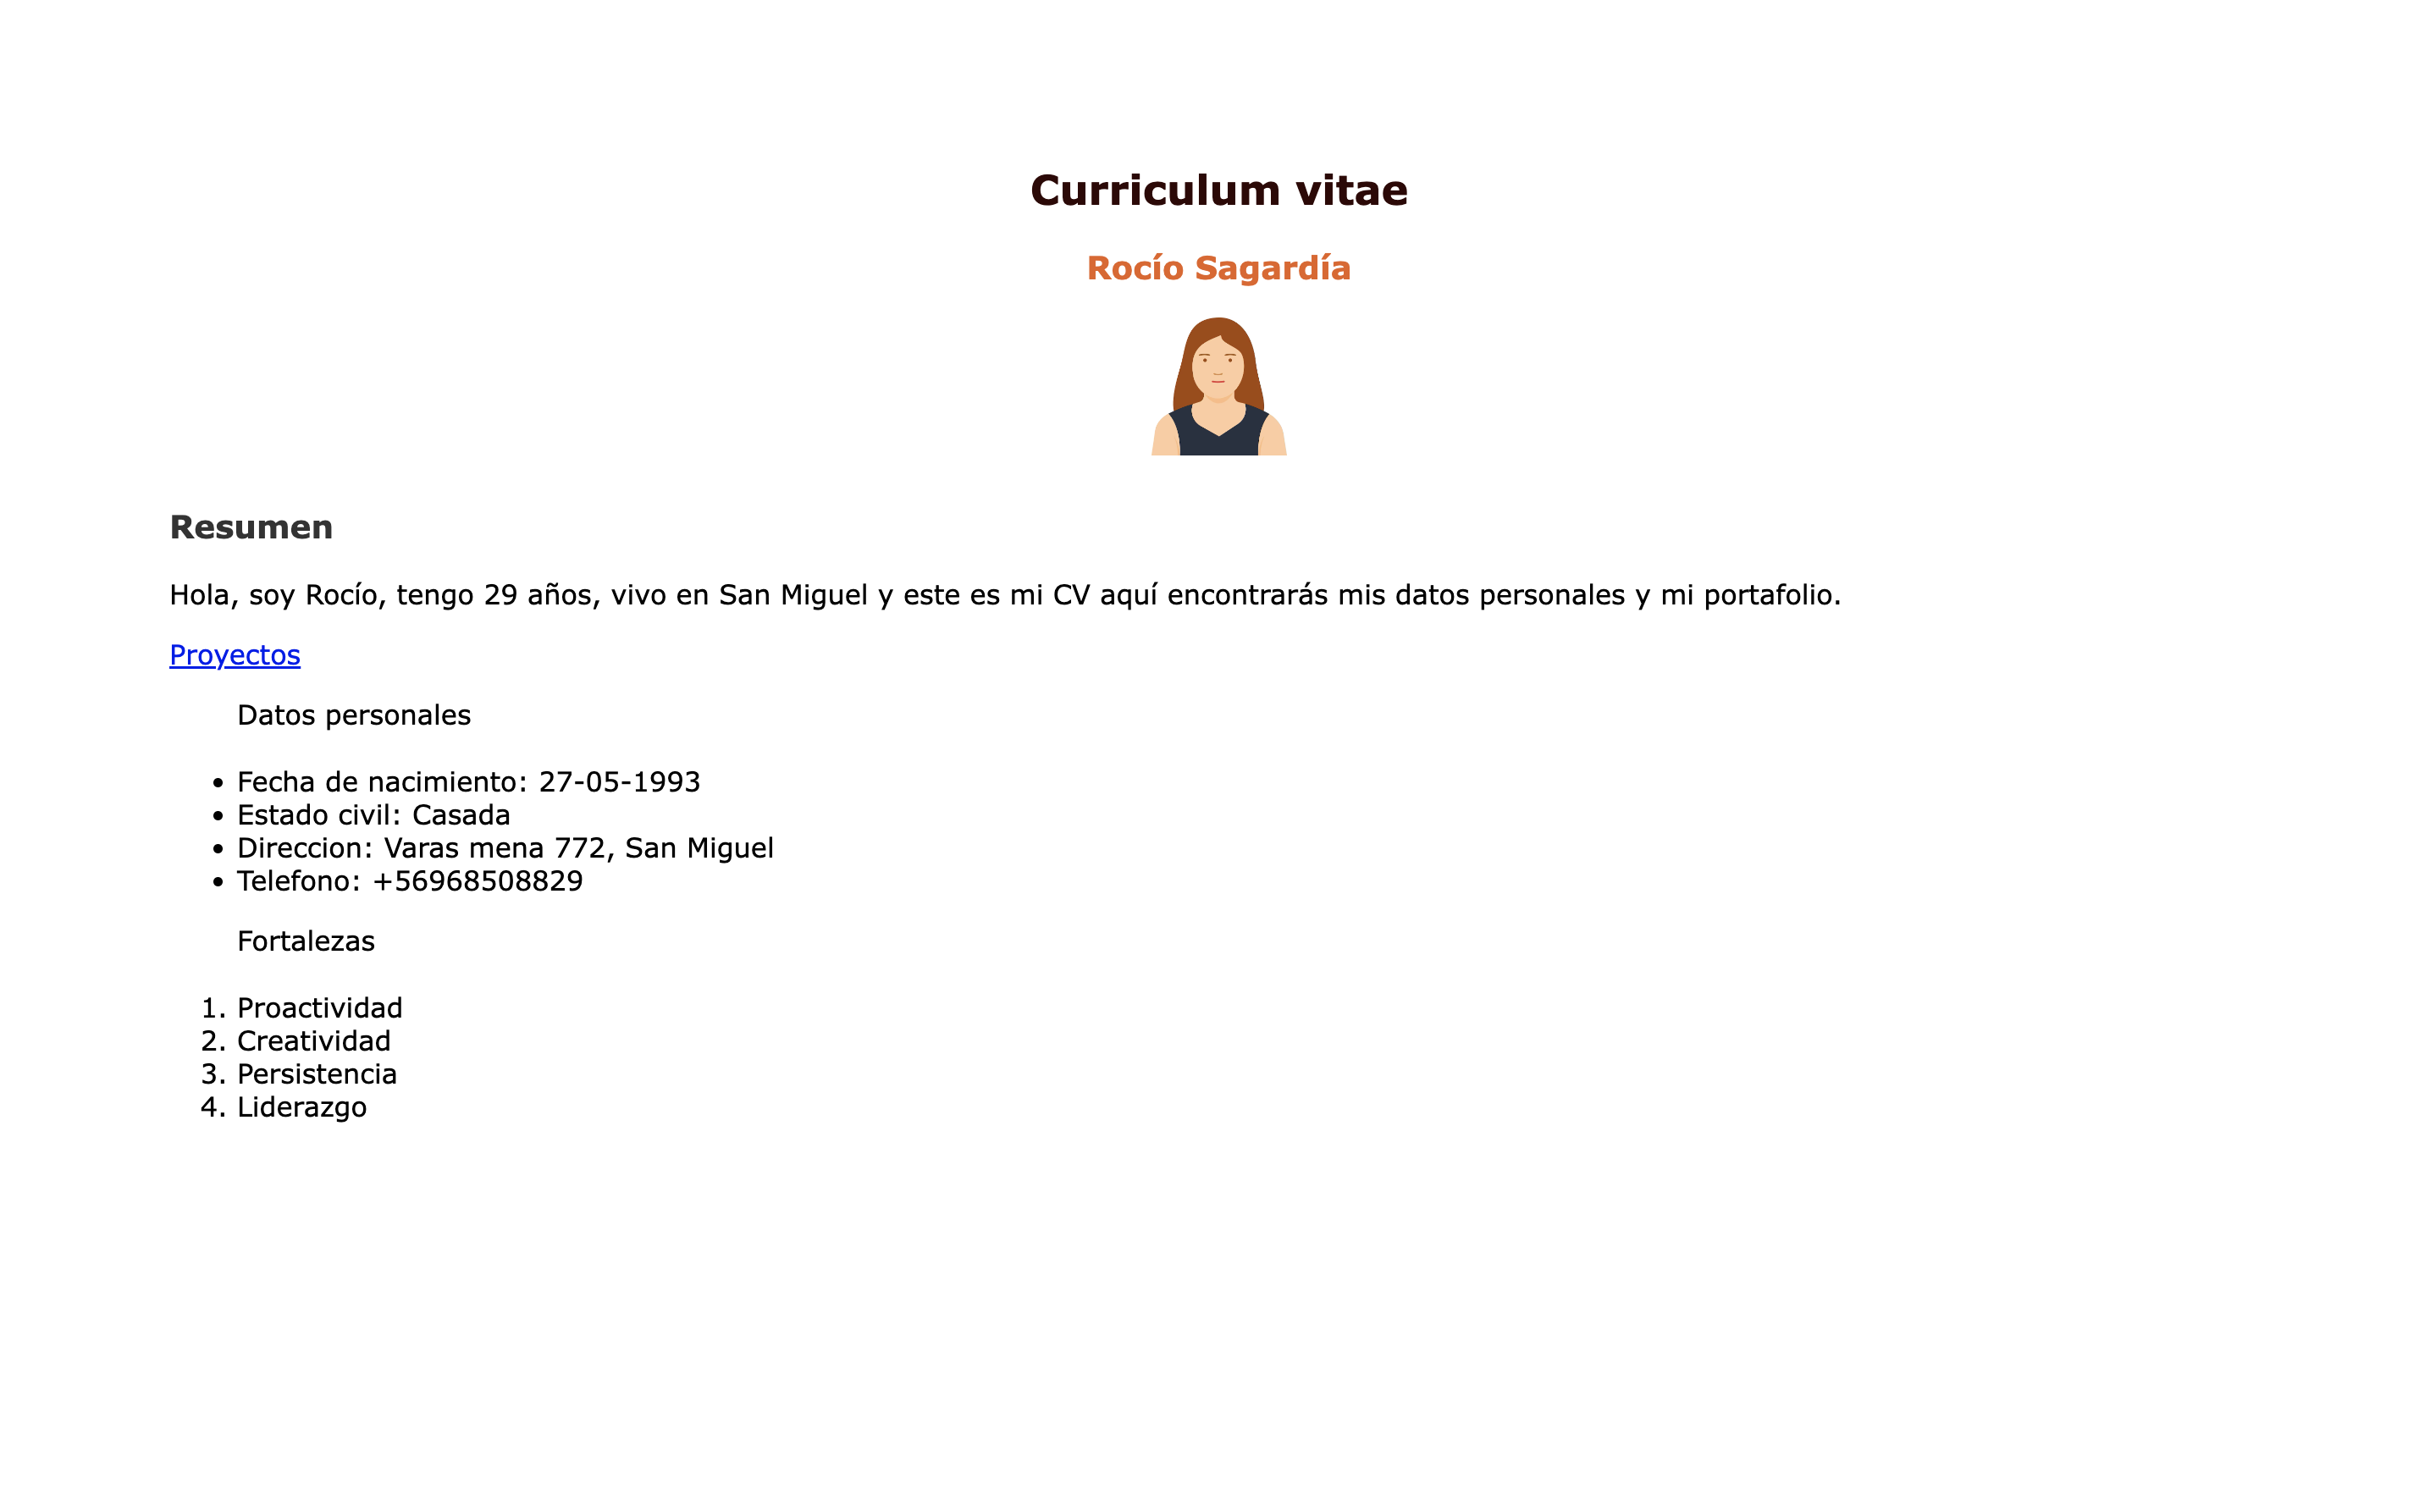 Curriculum vitae
Rocío Sagardía
Resumen
Hola, soy Rocío, tengo 29 años, vivo en San Miguel y este es mi CV aquí encontrarás mis datos personales y mi portafolio.
Proyectos
Datos personales
• Fecha de nacimiento: 27-05-1993
• Estado civil: Casada
• Direccion: Varas mena 772, San Miguel
• Telefono: +56968508829
Fortalezas
1. Proactividad
2. Creatividad
3. Persistencia
4. Liderazgo